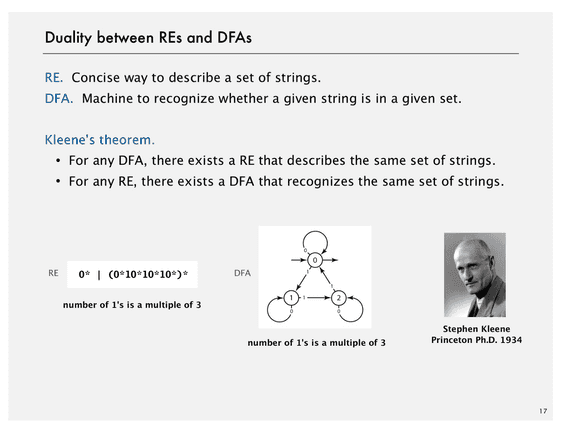 Duality between REs and DFAs
RE. Concise way to describe a set of strings.
DFA. Machine to recognize whether a given string is in a given set.
Kleene's theorem.
• For any DFA, there exists a RE that describes the same set of strings.
• For any RE, there exists a DFA that recognizes the same set of strings.
RE
0* | (0*10*10*10*)*
number of 1's is a multiple of 3
DFA
0
0
1
1
1
1
2
0
0
number of 1's is a multiple of 3
Stephen Kleene
Princeton Ph.D. 1934
17